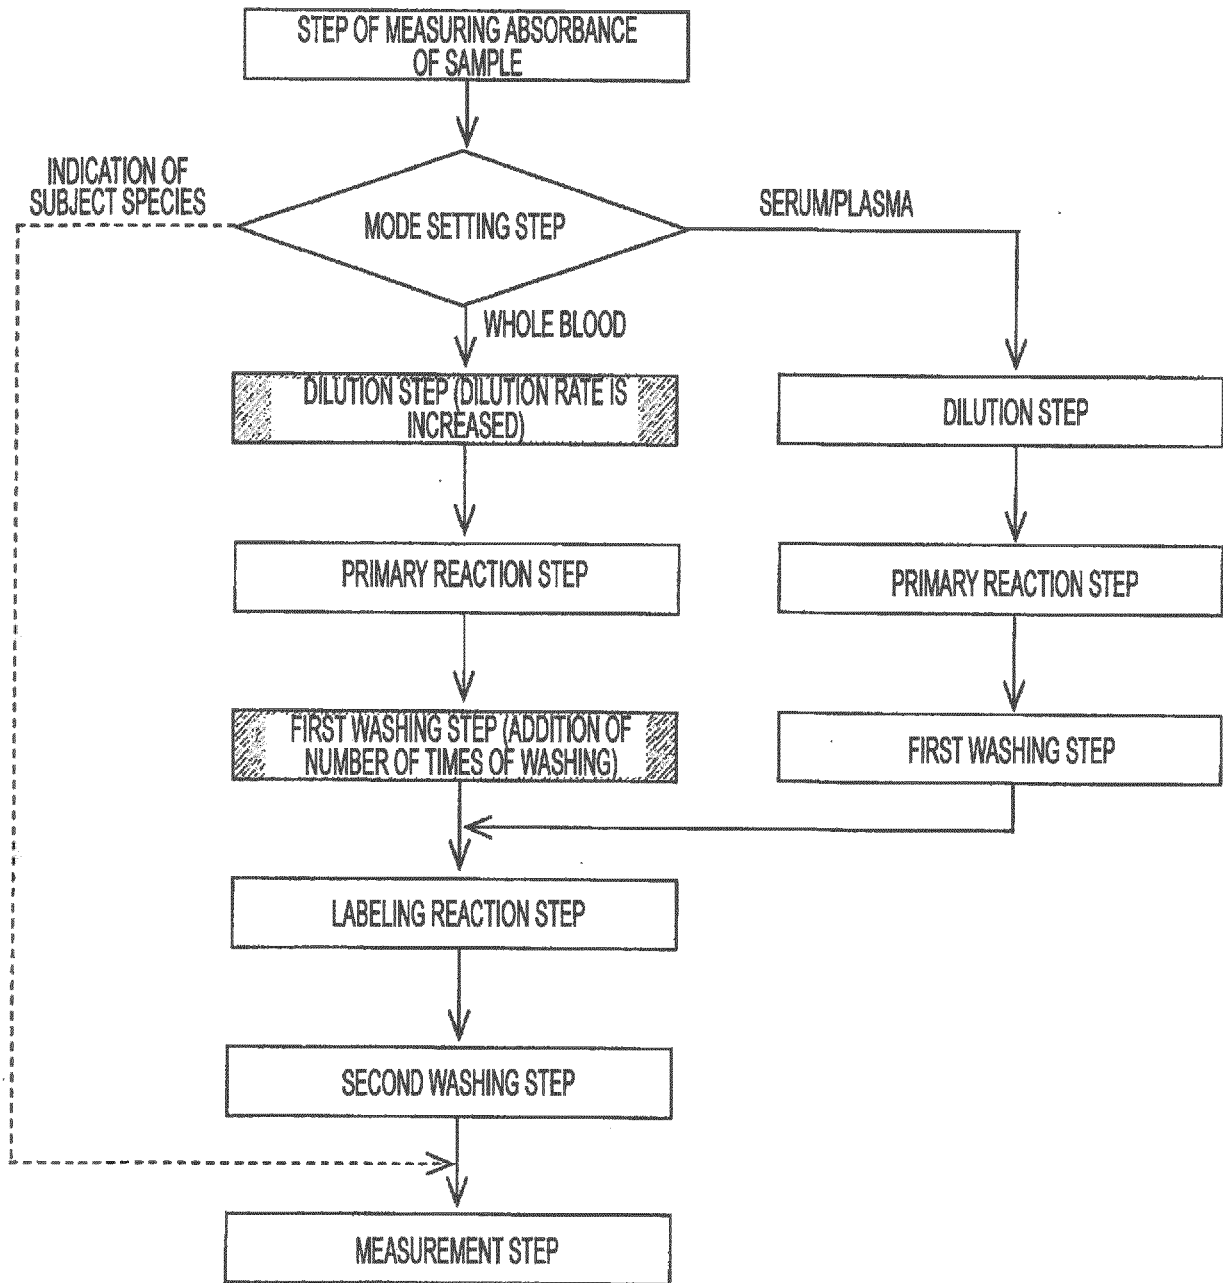 STEP OF MEASURING ABSORBANCE
OF SAMPLE
INDICATION OF
SUBJECT SPECIES
MODE SETTING STEP
SERUM/PLASMA
WHOLE BLOOD
DILUTION STEP (DILUTION RATE IS
INCREASED)
DILUTION STEP
PRIMARY REACTION STEP
PRIMARY REACTION STEP
FIRST WASHING STEP (ADDITION OF
NUMBER OF TIMES OF WASHING)
FIRST WASHING STEP
LABELING REACTION STEP
SECOND WASHING STEP
MEASUREMENT STEP